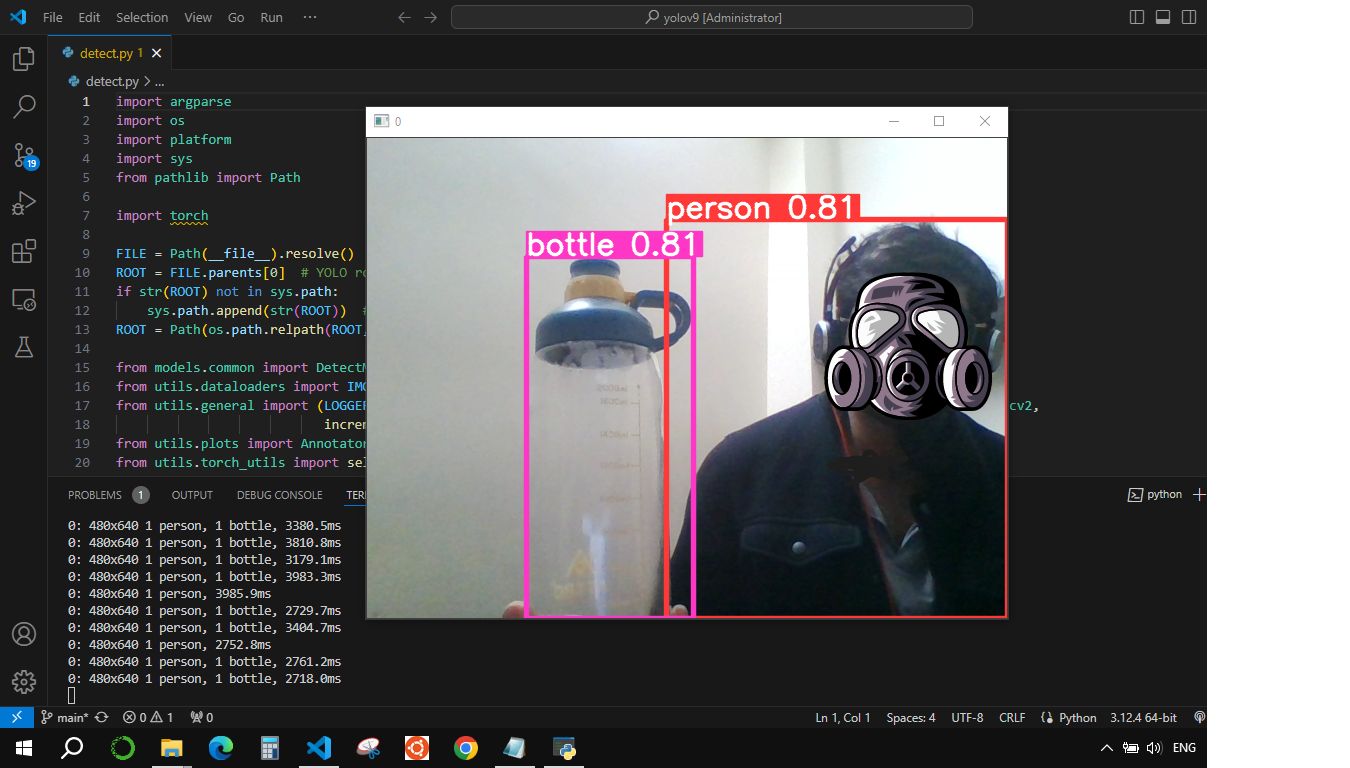 File Edit Selection View Go Run ... yolov9 [Administrator]
detect.py 1
detect.py > ...
1 import argparse
2 import os
3 import platform
4 import sys
5 from pathlib import Path
6
7 import torch
8
9 FILE = Path(__file__).resolve()
10 ROOT = FILE.parents[0] # YOLO ro
11 if str(ROOT) not in sys.path:
12 sys.path.append(str(ROOT)) #
13 ROOT = Path(os.path.relpath(ROOT,
14
15 from models.common import DetectM
16 from utils.dataloaders import IMG
17 from utils.general import (LOGGER cv2,
18 increm
19 from utils.plots import Annotator
20 from utils.torch_utils import sel
0
person 0.81
bottle 0.81
19
PROBLEMS 1 OUTPUT DEBUG CONSOLE TER python
0: 480x640 1 person, 1 bottle, 3380.5ms
0: 480x640 1 person, 1 bottle, 3810.8ms
0: 480x640 1 person, 1 bottle, 3179.1ms
0: 480x640 1 person, 1 bottle, 3983.3ms
0: 480x640 1 person, 3985.9ms
0: 480x640 1 person, 1 bottle, 2729.7ms
0: 480x640 1 person, 1 bottle, 3404.7ms
0: 480x640 1 person, 2752.8ms
0: 480x640 1 person, 1 bottle, 2761.2ms
0: 480x640 1 person, 1 bottle, 2718.0ms
main* 0 1 0 Ln 1, Col 1 Spaces: 4 UTF-8 CRLF Python 3.12.4 64-bit
ENG